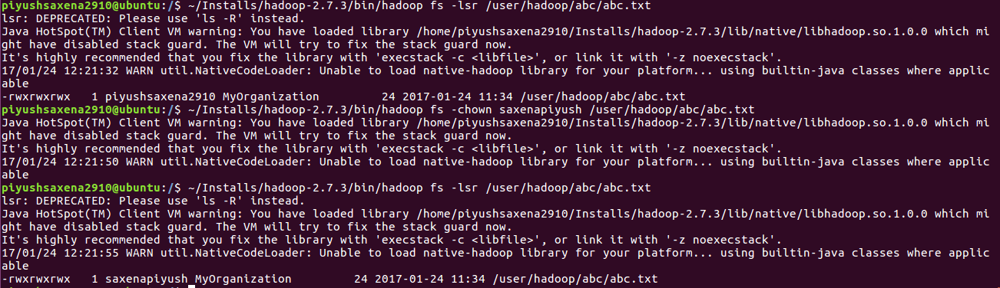 piyushsaxena2910@ubuntu:/$ ~/Installs/hadoop-2.7.3/bin/hadoop fs -lsr /user/hadoop/abc/abc.txt
lsr: DEPRECATED: Please use 'ls -R' instead.
Java HotSpot(TM) Client VM warning: You have loaded library /home/piyushsaxena2910/Installs/hadoop-2.7.3/lib/native/libhadoop.so.1.0.0 which mi
ght have disabled stack guard. The VM will try to fix the stack guard now.
It's highly recommended that you fix the library with 'execstack -c <libfile>', or link it with '-z noexecstack'.
17/01/24 12:21:32 WARN util.NativeCodeLoader: Unable to load native-hadoop library for your platform... using builtin-java classes where applic
able
-rwxrwxrwx   1 piyushsaxena2910 MyOrganization         24 2017-01-24 11:34 /user/hadoop/abc/abc.txt
piyushsaxena2910@ubuntu:/$ ~/Installs/hadoop-2.7.3/bin/hadoop fs -chown saxenapiyush /user/hadoop/abc/abc.txt
Java HotSpot(TM) Client VM warning: You have loaded library /home/piyushsaxena2910/Installs/hadoop-2.7.3/lib/native/libhadoop.so.1.0.0 which mi
ght have disabled stack guard. The VM will try to fix the stack guard now.
It's highly recommended that you fix the library with 'execstack -c <libfile>', or link it with '-z noexecstack'.
17/01/24 12:21:50 WARN util.NativeCodeLoader: Unable to load native-hadoop library for your platform... using builtin-java classes where applic
able
piyushsaxena2910@ubuntu:/$ ~/Installs/hadoop-2.7.3/bin/hadoop fs -lsr /user/hadoop/abc/abc.txt
lsr: DEPRECATED: Please use 'ls -R' instead.
Java HotSpot(TM) Client VM warning: You have loaded library /home/piyushsaxena2910/Installs/hadoop-2.7.3/lib/native/libhadoop.so.1.0.0 which mi
ght have disabled stack guard. The VM will try to fix the stack guard now.
It's highly recommended that you fix the library with 'execstack -c <libfile>', or link it with '-z noexecstack'.
17/01/24 12:21:55 WARN util.NativeCodeLoader: Unable to load native-hadoop library for your platform... using builtin-java classes where applic
able
-rwxrwxrwx   1 saxenapiyush MyOrganization         24 2017-01-24 11:34 /user/hadoop/abc/abc.txt